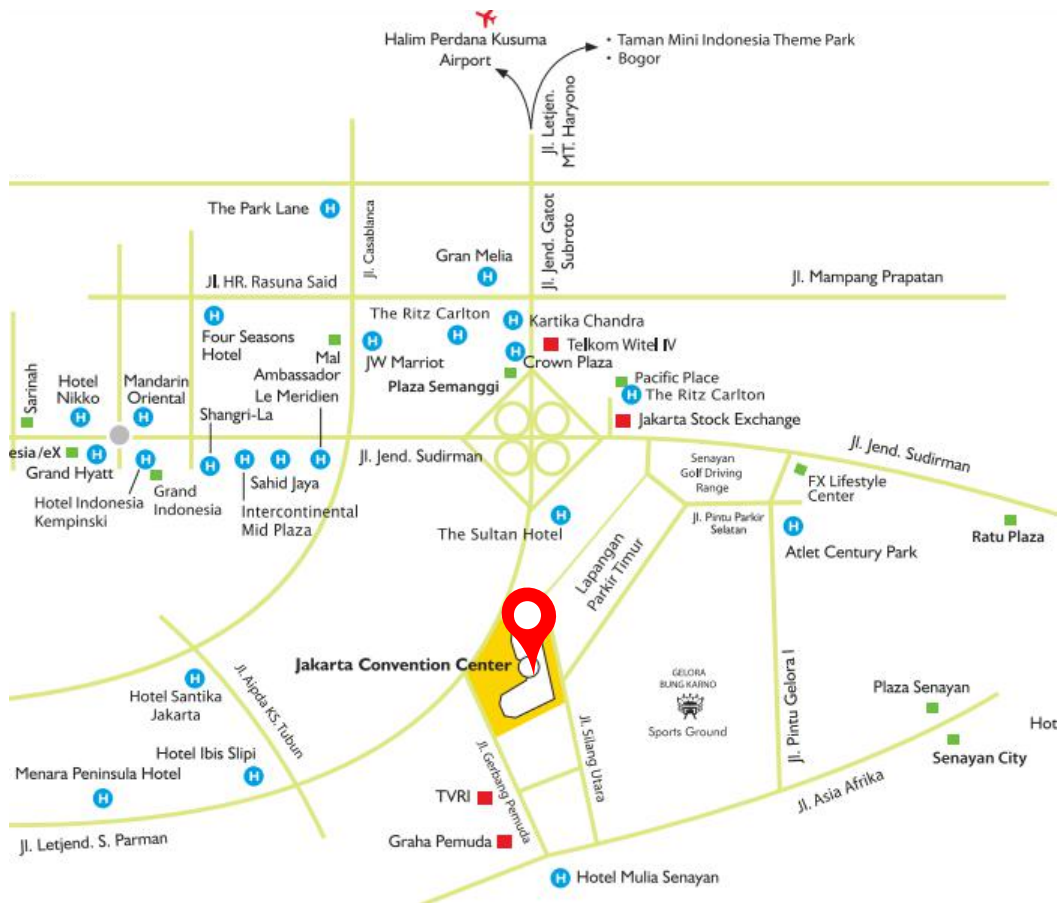 Halim Perdana Kusuma
Airport
• Taman Mini Indonesia Theme Park
• Bogor
Jl. Letjen.
MT. Haryono
The Park Lane
H
Jl. Casablanca
Jl. Jend. Gatot
Subroto
Gran Melia
H
Jl. HR. Rasuna Said
Jl. Mampang Prapatan
H
Four Seasons
Hotel
The Ritz Carlton
H
H
Kartika Chandra
Telkom Witel IV
H
Crown Plaza
H
JW Marriot
Mal
Ambassador
Plaza Semanggi
Pacific Place
H
The Ritz Carlton
Jakarta Stock Exchange
Sarinah
Hotel
Nikko
H
Mandarin
Oriental
H
Shangri-La
Le Meridien
esia /eX
H
Grand Hyatt
H
H
H
H
H
Hotel Indonesia
Kempinski
Grand
Indonesia
Sahid Jaya
Intercontinental
Mid Plaza
Jl. Jend. Sudirman
Jl. Jend. Sudirman
Senayan
Golf Driving
Range
FX Lifestyle
Center
The Sultan Hotel
H
Jl. Pintu Parkir
Selatan
H
Atlet Century Park
Ratu Plaza
Lapangan
Parkir Timur
Jakarta Convention Center
H
Hotel Santika
Jakarta
Jl. Aipda KS. Tubun
GELORA
BUNG KARNO
Sports Ground
Jl. Pintu Gelora I
Plaza Senayan
Hot
Senayan City
Hotel Ibis Slipi
H
Menara Peninsula Hotel
H
Jl. Gerbang Pemuda
Jl. Silang Utara
TVRI
Jl. Asia Afrika
Jl. Letjend. S. Parman
Graha Pemuda
H
Hotel Mulia Senayan